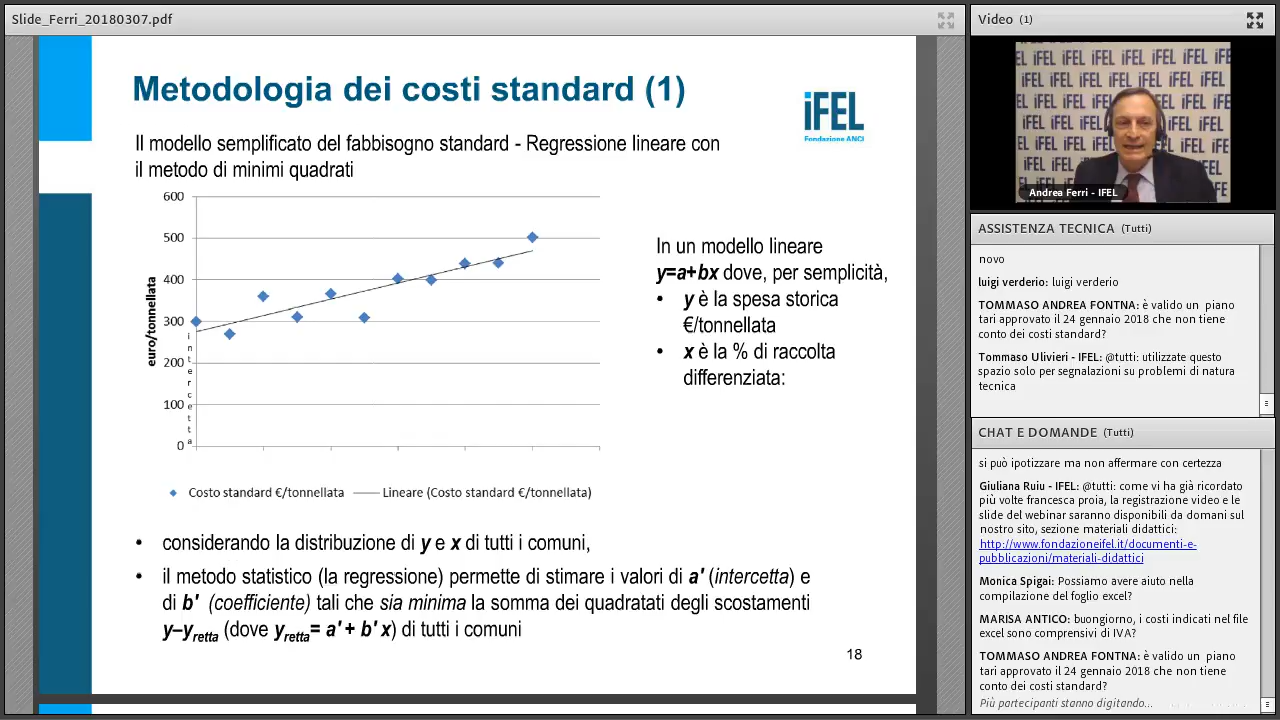 Slide_Ferri_20180307.pdf
Metodologia dei costi standard (1)
iFEL
Fondazione ANCI
Il modello semplificato del fabbisogno standard - Regressione lineare con
il metodo di minimi quadrati
600
500
400
300
200
100
0
euro/tonnellata
intercetta
Costo standard €/tonnellata
Lineare (Costo standard €/tonnellata)
In un modello lineare
y=a+bx dove, per semplicità,
• y è la spesa storica
€/tonnellata
• x è la % di raccolta
differenziata:
• considerando la distribuzione di y e x di tutti i comuni,
• il metodo statistico (la regressione) permette di stimare i valori di a' (intercetta) e
di b' (coefficiente) tali che sia minima la somma dei quadratati degli scostamenti
y–yretta (dove yretta= a' + b' x) di tutti i comuni
18
Video (1)
Andrea Ferri - IFEL
ASSISTENZA TECNICA (Tutti)
novo
luigi verderio: luigi verderio
TOMMASO ANDREA FONTNA: è valido un piano
tari approvato il 24 gennaio 2018 che non tiene
conto dei costi standard?
Tommaso Ulivieri - IFEL: @tutti: utilizzate questo
spazio solo per segnalazioni su problemi di natura
tecnica
CHAT E DOMANDE (Tutti)
si può ipotizzare ma non affermare con certezza
Giuliana Ruiu - IFEL: @tutti: come vi ha già ricordato
più volte francesca proia, la registrazione video e le
slide del webinar saranno disponibili da domani sul
nostro sito, sezione materiali didattici:
http://www.fondazioneifel.it/documenti-e-
pubblicazioni/materiali-didattici
Monica Spigai: Possiamo avere aiuto nella
compilazione del foglio excel?
MARISA ANTICO: buongiorno, i costi indicati nel file
excel sono comprensivi di IVA?
TOMMASO ANDREA FONTNA: è valido un piano
tari approvato il 24 gennaio 2018 che non tiene
conto dei costi standard?
Più partecipanti stanno digitando...